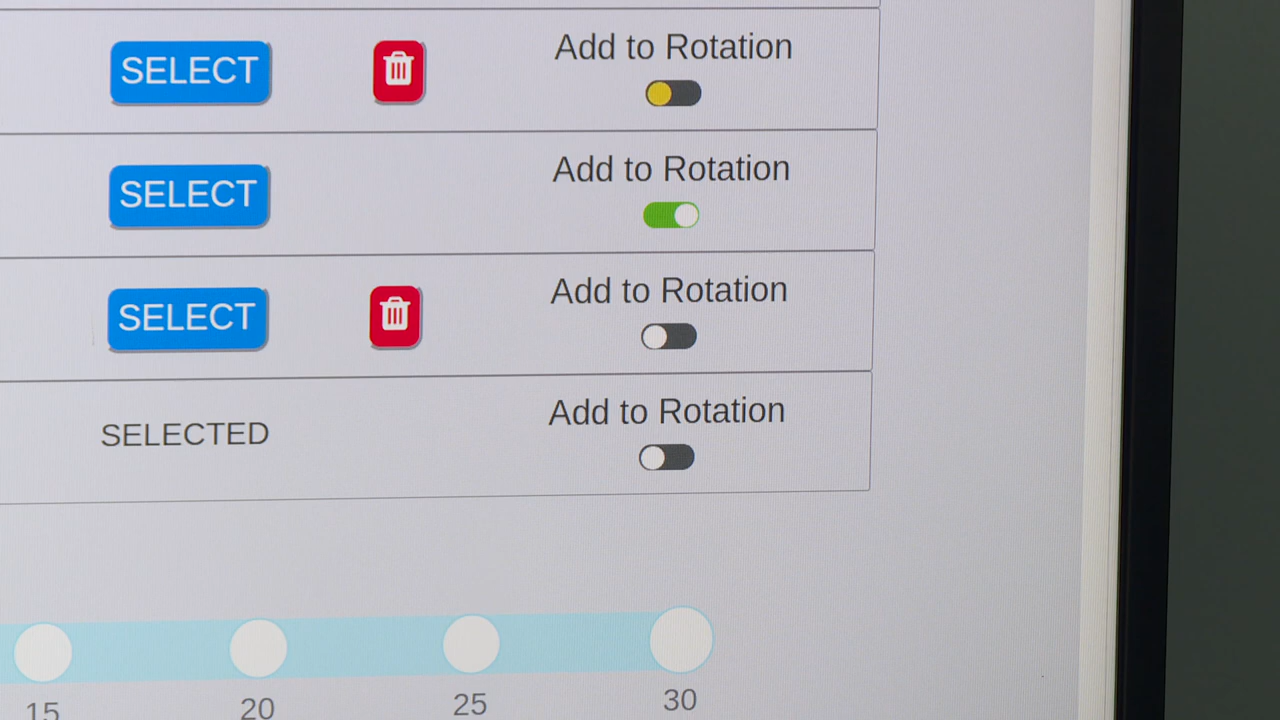 SELECT
Add to Rotation
SELECT
Add to Rotation
SELECT
Add to Rotation
SELECTED
Add to Rotation
15
20
25
30